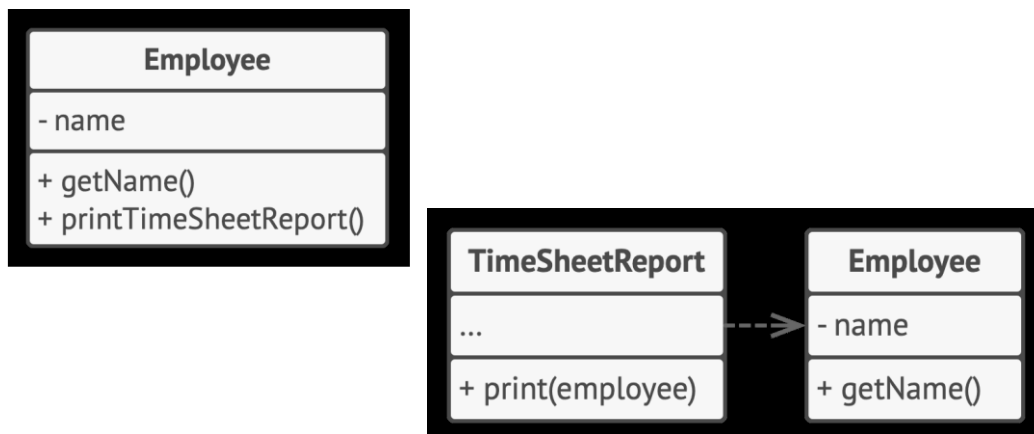 Employee
- name
+ getName()
+ printTimeSheetReport()
TimeSheetReport
...
+ print(employee)
Employee
- name
+ getName()